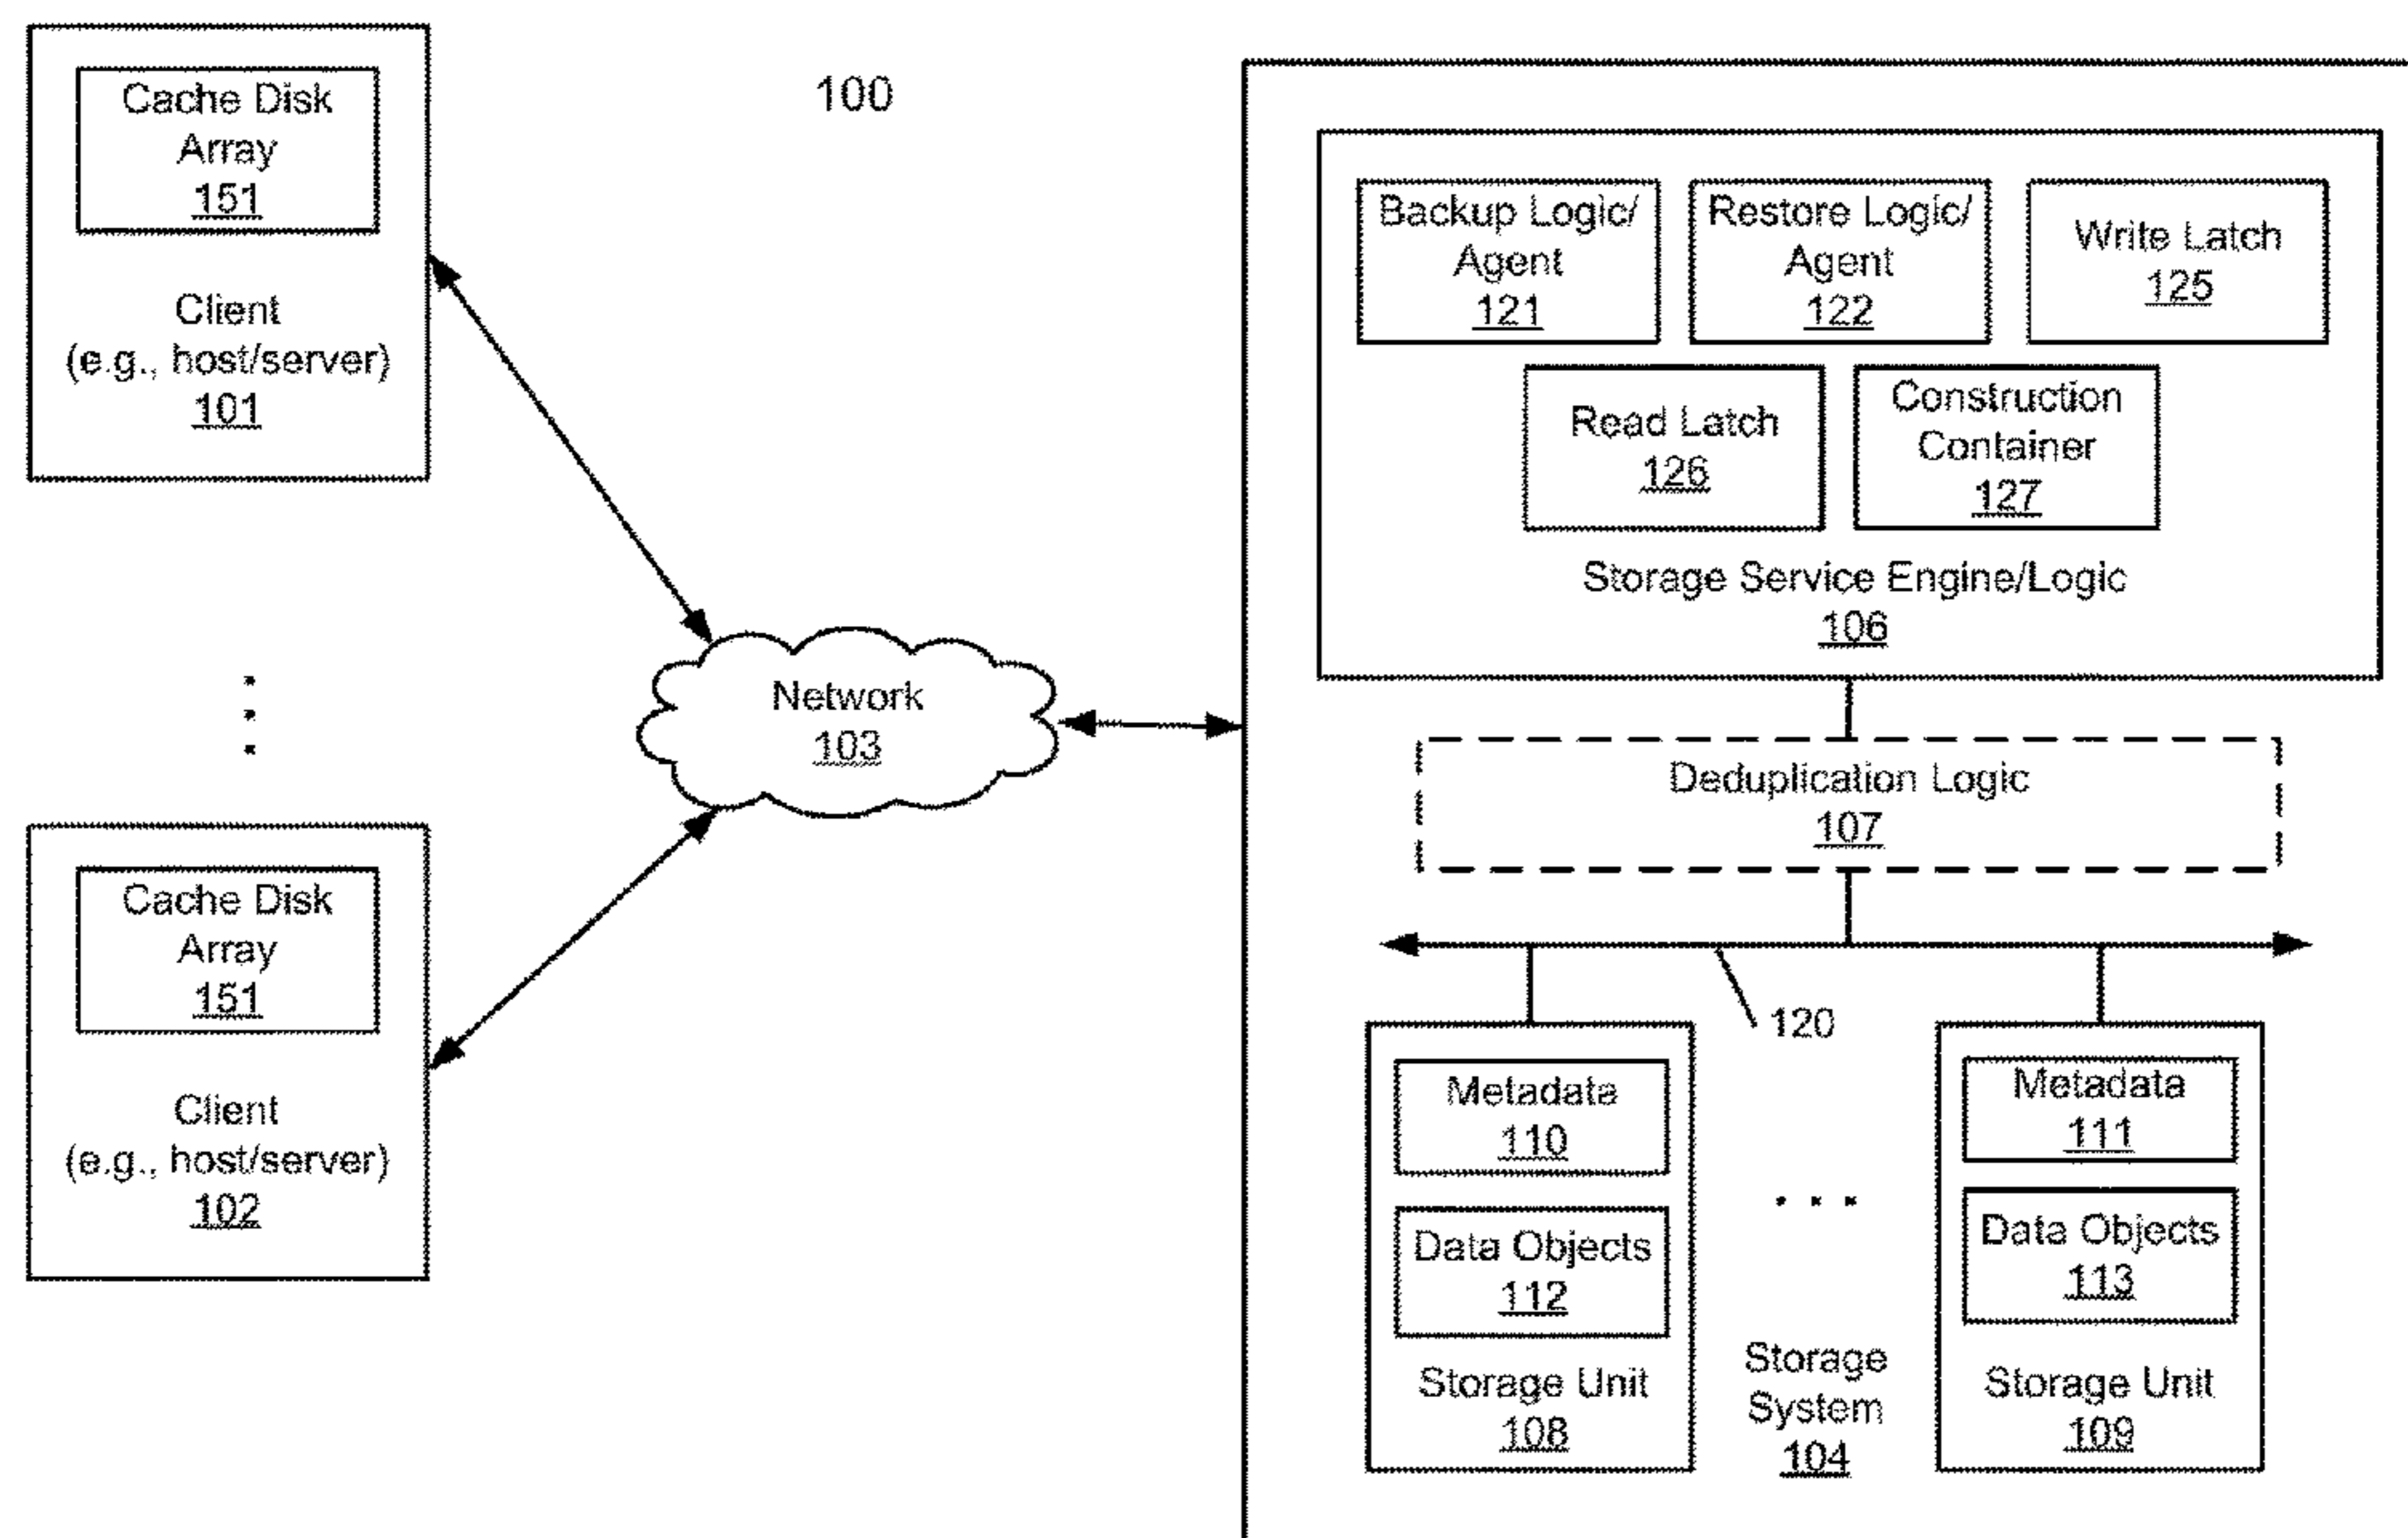 100
Cache Disk
Array
151
Client
(e.g., host/server)
101
Cache Disk
Array
151
Client
(e.g., host/server)
102
Network
103
Backup Logic/
Agent
121
Restore Logic/
Agent
122
Write Latch
125
Read Latch
126
Construction
Container
127
Storage Service Engine/Logic
106
Deduplication Logic
107
120
Metadata
110
Data Objects
112
Storage Unit
108
Storage
System
104
Metadata
111
Data Objects
113
Storage Unit
109